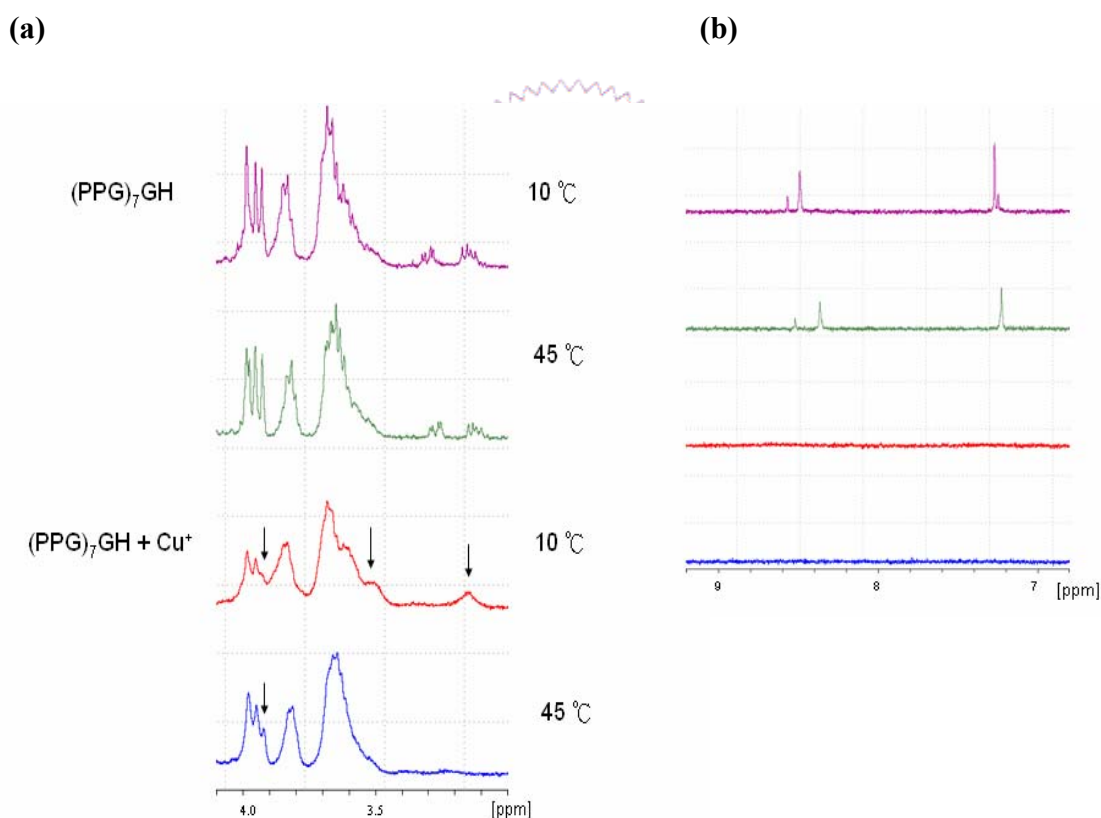 (a)
(b)
(PPG)₇GH
10 ℃
45 ℃
(PPG)₇GH + Cu⁺
10 ℃
45 ℃
4.0 3.5 [ppm]
9 8 7 [ppm]